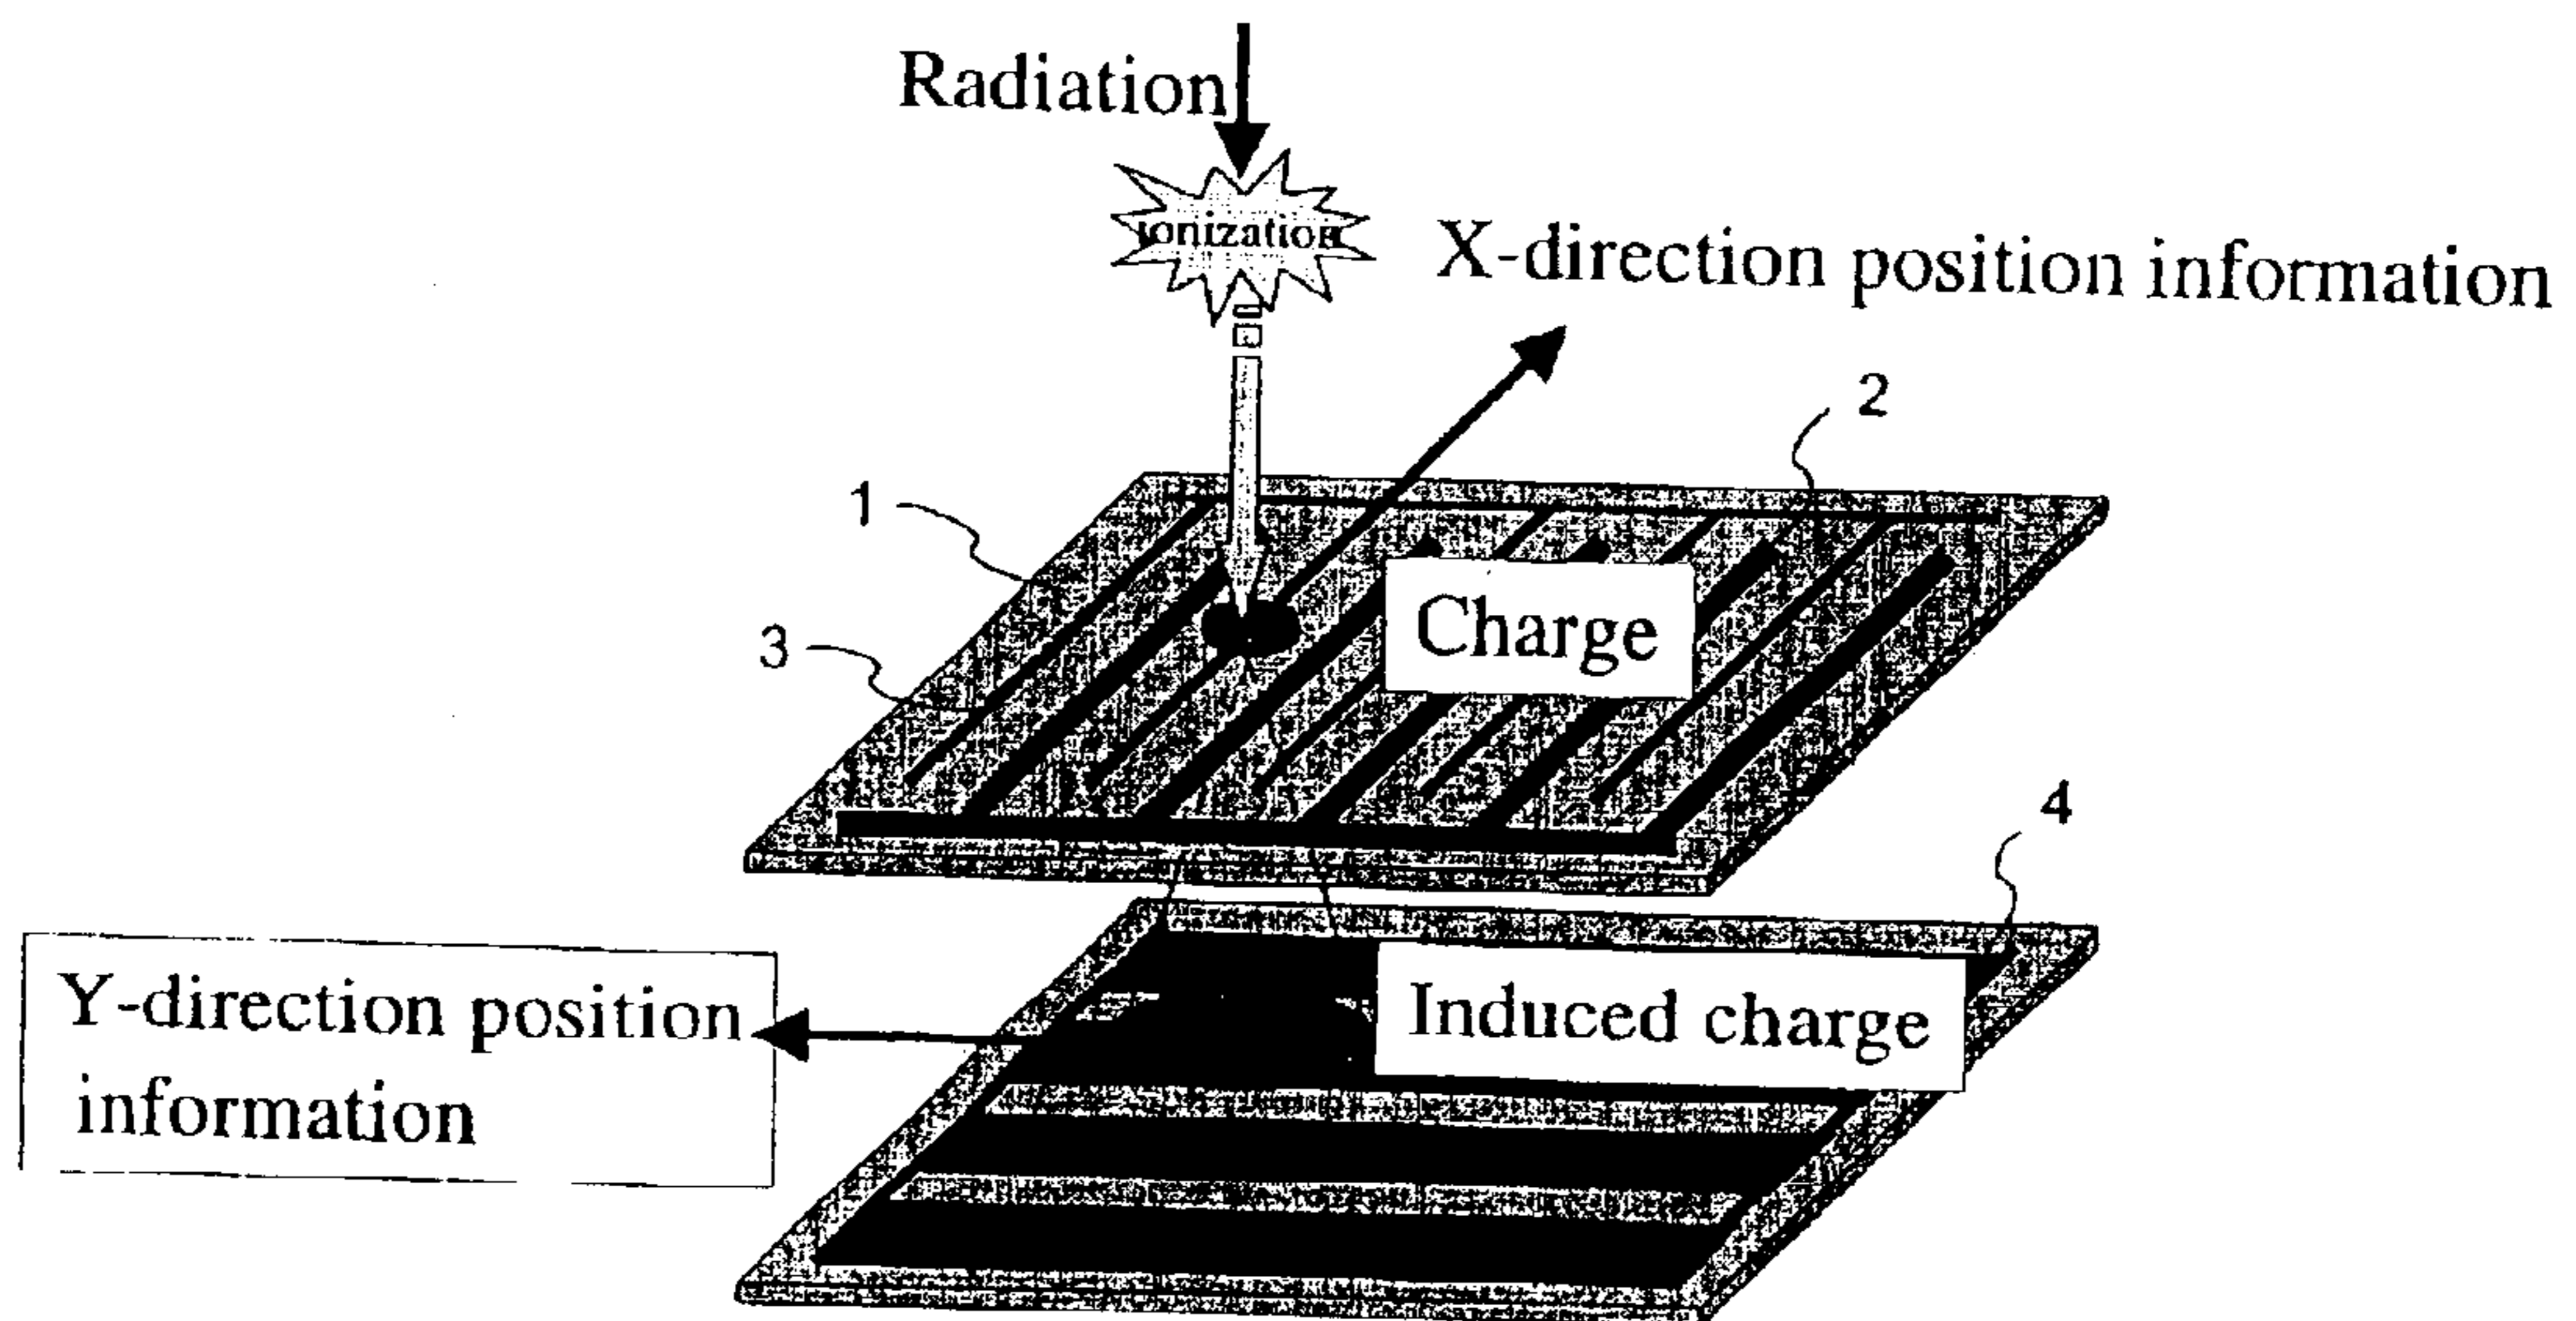 Radiation
ionization
X-direction position information
2
1
Charge
3
4
Y-direction position
information
Induced charge